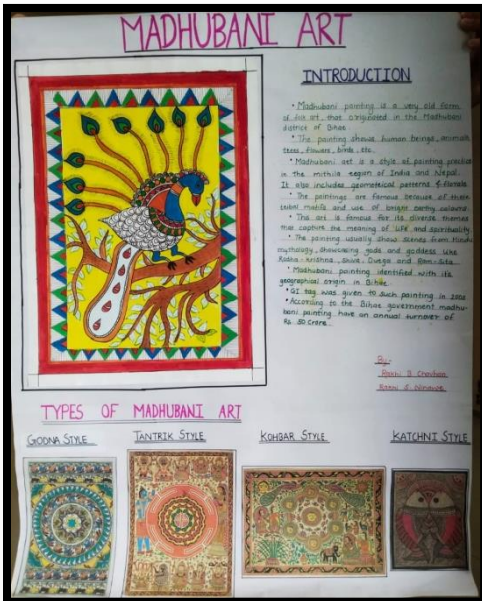 MADHUBANI ART
INTRODUCTION
• Madhubani painting is a very old form
of folk art that originated in the Madhubani
district of Bihar
• The painting shows human beings, animals
trees, flowers, birds, etc.
• Madhubani art is a style of painting practice
in the mithila region of India and Nepal.
It also includes geometrical patterns & florals
• The paintings are famous because of their
tribal motifs and use of bright earthy colours
• This art is famous for its diverse themes
that capture the meaning of life and spirituality.
• The painting usually show scenes from Hindu
mythology, showcasing gods and goddess like
Radha-krishna, Shiva, Durga and Ram-Sita
• Madhubani painting identified with its
geographical origin in Bihar.
• GI tag was given to such painting in
• According to the Bihar government madhu-
bani painting have an annual turnover of
Rs. 50 Crore
By:-
TYPES OF MADHUBANI ART
GODNA STYLE
TANTRIK STYLE
KOHBAR STYLE
KATCHNI STYLE